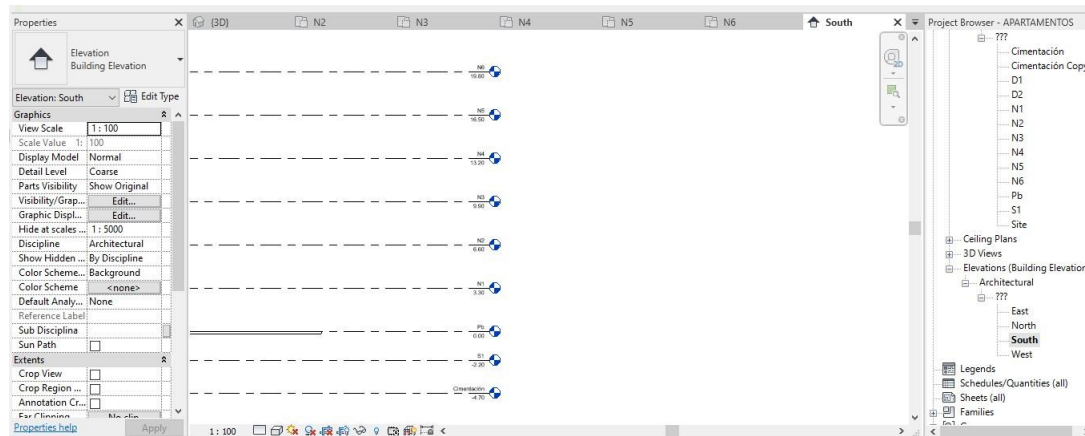 Properties
Elevation
Building Elevation
Elevation: South
Edit Type
Graphics
View Scale 1 : 100
Scale Value 1: 100
Display Model Normal
Detail Level Coarse
Parts Visibility Show Original
Visibility/Grap... Edit...
Graphic Displ... Edit...
Hide at scales ... 1 : 5000
Discipline Architectural
Show Hidden ... By Discipline
Color Scheme... Background
Color Scheme <none>
Default Analy... None
Reference Label
Sub Disciplina
Sun Path
Extents
Crop View
Crop Region ...
Annotation Cr...
Far Clipping No clip
Properties help
Apply
{3D} N2 N3 N4 N5 N6 South
N6
19.80
N5
16.50
N4
13.20
N3
9.90
N2
6.60
N1
3.30
Pb
0.00
S1
-2.20
Cimentación
-4.70
1 : 100
Project Browser - APARTAMENTOS
???
Cimentación
Cimentación Copy
D1
D2
N1
N2
N3
N4
N5
N6
Pb
S1
Site
Ceiling Plans
3D Views
Elevations (Building Elevation
Architectural
???
East
North
South
West
Legends
Schedules/Quantities (all)
Sheets (all)
Families